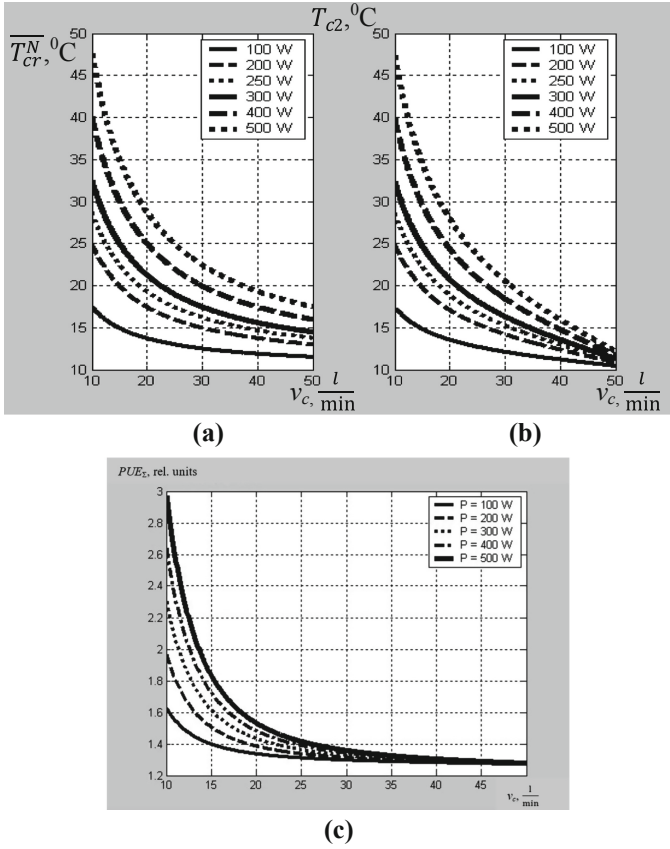 T̅c̅r̅ᴺ̅, ⁰C
50
45
40
35
30
25
20
15
10
10 20 30 40 50
100 W
200 W
250 W
300 W
400 W
500 W
v_c, l/min
(a)
T_c2, ⁰C
50
45
40
35
30
25
20
15
10
10 20 30 40 50
100 W
200 W
250 W
300 W
400 W
500 W
v_c, l/min
(b)
PUE_Σ, rel. units
3
2.8
2.6
2.4
2.2
2
1.8
1.6
1.4
1.2
10 15 20 25 30 35 40 45
P = 100 W
P = 200 W
P = 300 W
P = 400 W
P = 500 W
v_c, l/min
(c)